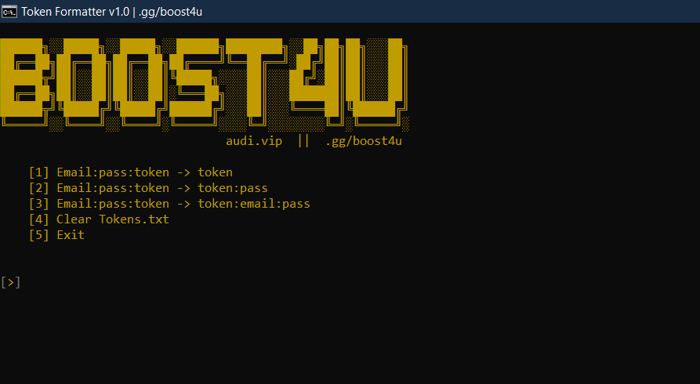 Token Formatter v1.0 | .gg/boost4u
BOOST4U
audi.vip || .gg/boost4u
[1] Email:pass:token -> token
[2] Email:pass:token -> token:pass
[3] Email:pass:token -> token:email:pass
[4] Clear Tokens.txt
[5] Exit
[>]